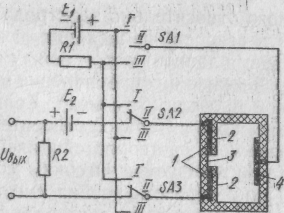 E1
+ -
I
II SA1
R1
III
E2
+ -
I
II SA2
III
Uвых
R2
I
II SA3
III
1
2
3
2
4